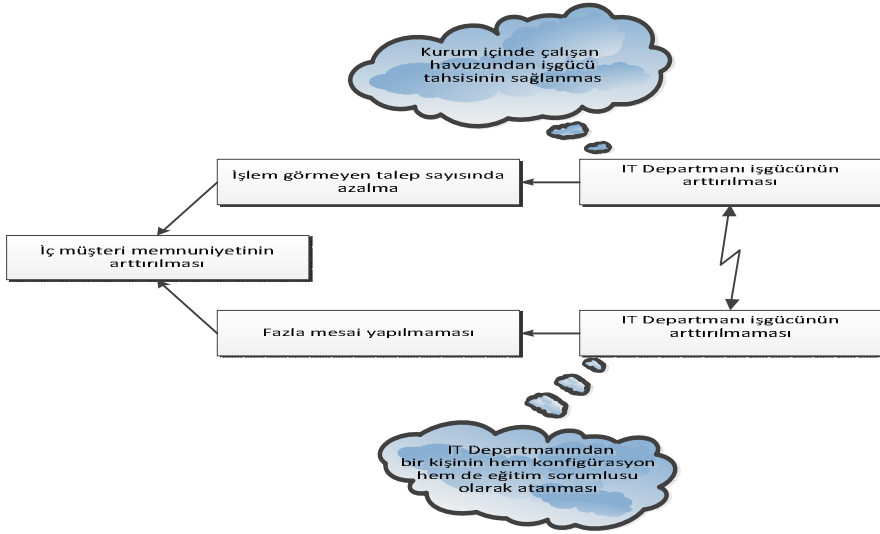 Kurum içinde çalışan
havuzundan işgücü
tahsisinin sağlanmas
İşlem görmeyen talep sayısında
azalma
IT Departmanı işgücünün
arttırılması
İç müşteri memnuniyetinin
arttırılması
Fazla mesai yapılmaması
IT Departmanı işgücünün
arttırılmaması
IT Departmanından
bir kişinin hem konfigürasyon
hem de eğitim sorumlusu
olarak atanması